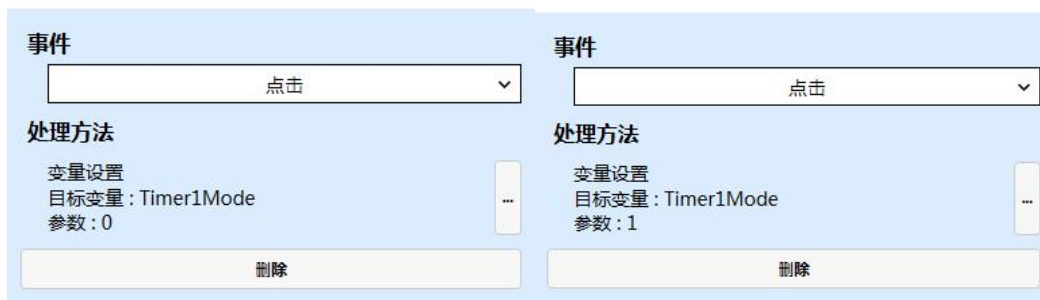 事件
点击
处理方法
变量设置
目标变量 : Timer1Mode
参数 : 0
...
删除
事件
点击
处理方法
变量设置
目标变量 : Timer1Mode
参数 : 1
...
删除